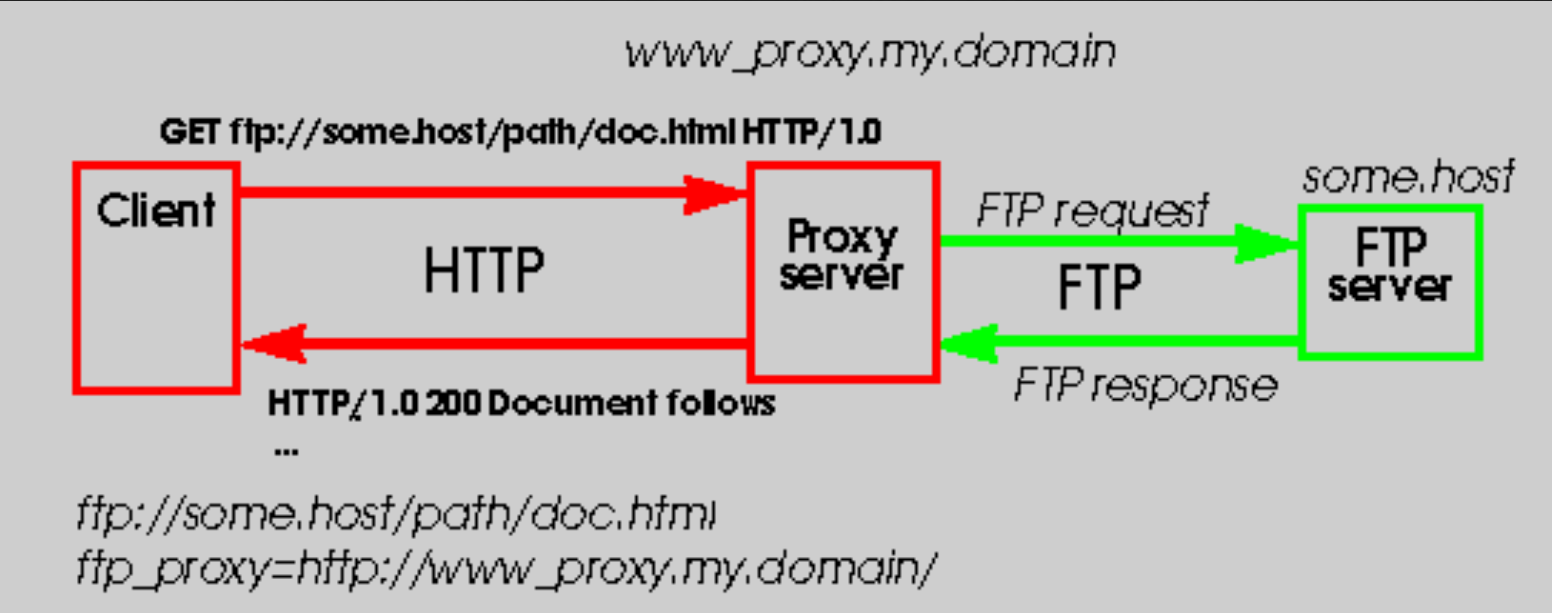 www_proxy.my.domain
GET ftp://some.host/path/doc.html HTTP/1.0
some.host
Client
FTP request
Proxy
server
FTP
server
HTTP
FTP
FTP response
HTTP/1.0 200 Document follows
...
ftp://some.host/path/doc.html
ftp_proxy=http://www_proxy.my.domain/